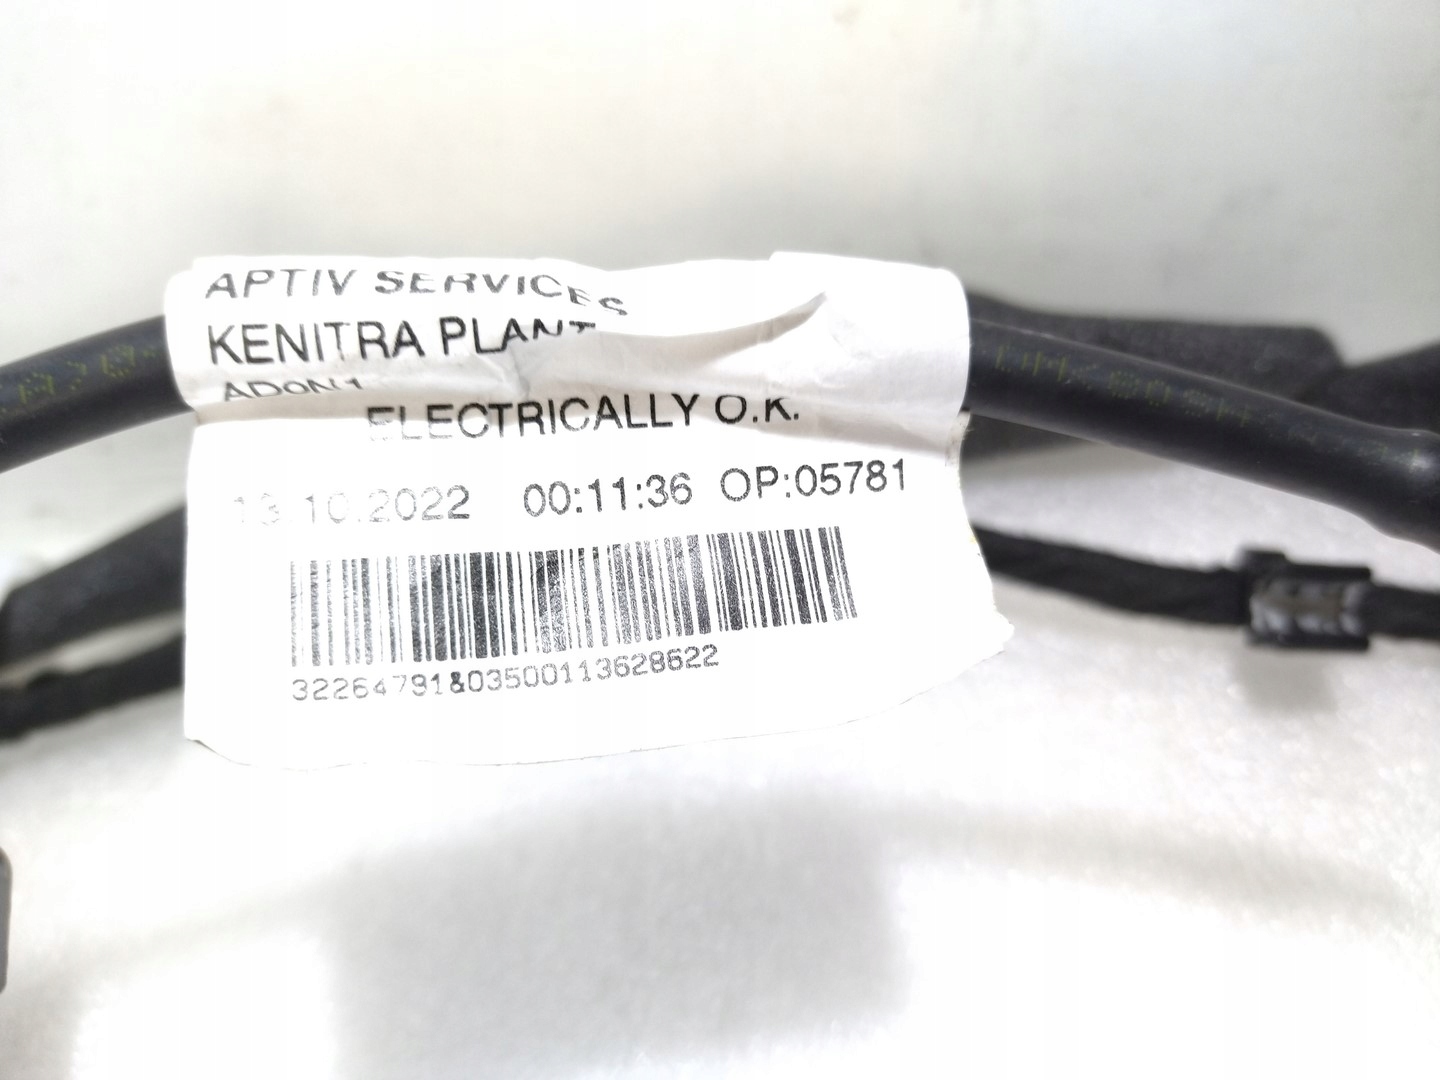 APTIV SERVICES
KENITRA PLANT
ELECTRICALLY O.K.
13.10.2022 00:11:36 OP:05781
32264791&03500113628622